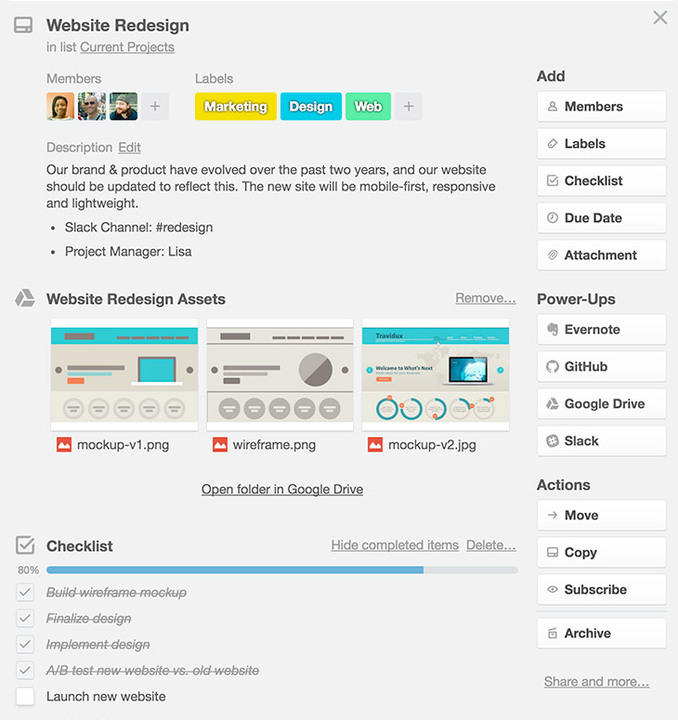 Website Redesign
in list Current Projects
Members
Labels
+
Marketing
Design
Web
+
Description Edit
Our brand & product have evolved over the past two years, and our website
should be updated to reflect this. The new site will be mobile-first, responsive
and lightweight.
• Slack Channel: #redesign
• Project Manager: Lisa
Website Redesign Assets
Remove...
Travidux
Welcome to What's Next
mockup-v1.png
wireframe.png
mockup-v2.jpg
Open folder in Google Drive
Checklist
Hide completed items Delete...
80%
Build wireframe mockup
Finalize design
Implement design
A/B test new website vs. old website
Launch new website
Add
Members
Labels
Checklist
Due Date
Attachment
Power-Ups
Evernote
GitHub
Google Drive
Slack
Actions
Move
Copy
Subscribe
Archive
Share and more...